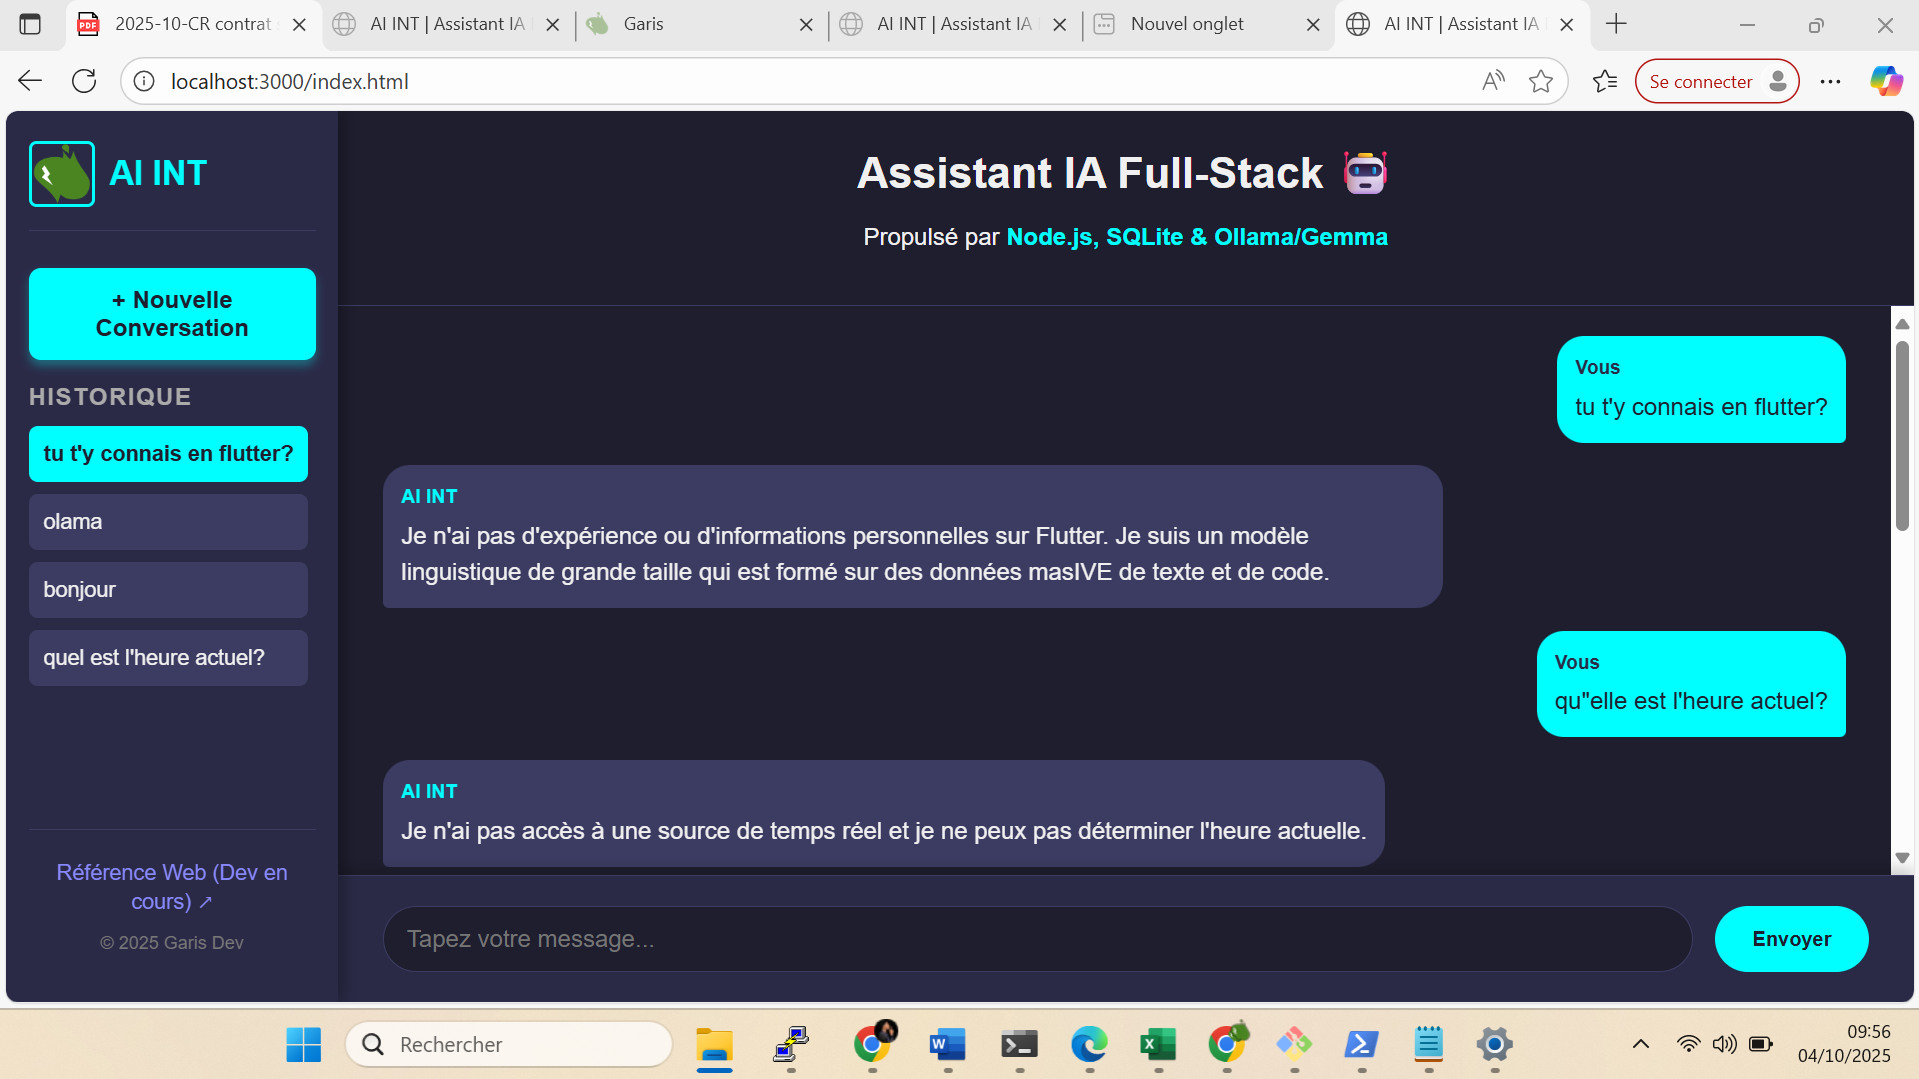 2025-10-CR contrat
AI INT | Assistant IA
Garis
AI INT | Assistant IA
Nouvel onglet
AI INT | Assistant IA
localhost:3000/index.html
Se connecter
AI INT
+ Nouvelle
Conversation
HISTORIQUE
tu t'y connais en flutter?
olama
bonjour
quel est l'heure actuel?
Référence Web (Dev en
cours) ↗
© 2025 Garis Dev
Assistant IA Full-Stack
Propulsé par Node.js, SQLite & Ollama/Gemma
Vous
tu t'y connais en flutter?
AI INT
Je n'ai pas d'expérience ou d'informations personnelles sur Flutter. Je suis un modèle
linguistique de grande taille qui est formé sur des données masIVE de texte et de code.
Vous
qu"elle est l'heure actuel?
AI INT
Je n'ai pas accès à une source de temps réel et je ne peux pas déterminer l'heure actuelle.
Tapez votre message...
Envoyer
Rechercher
09:56
04/10/2025